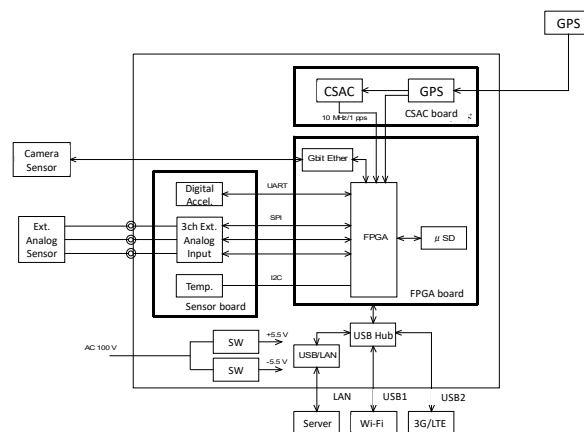 GPS
CSAC
GPS
CSAC board
10 MHz/1 pps
Camera
Sensor
Gbit Ether
Digital
Accel.
UART
Ext.
Analog
Sensor
3ch Ext.
Analog
Input
SPI
FPGA
μSD
Temp.
I2C
Sensor board
FPGA board
AC 100 V
SW
+5.5 V
SW
-5.5 V
USB/LAN
USB Hub
LAN
USB1
USB2
Server
Wi-Fi
3G/LTE